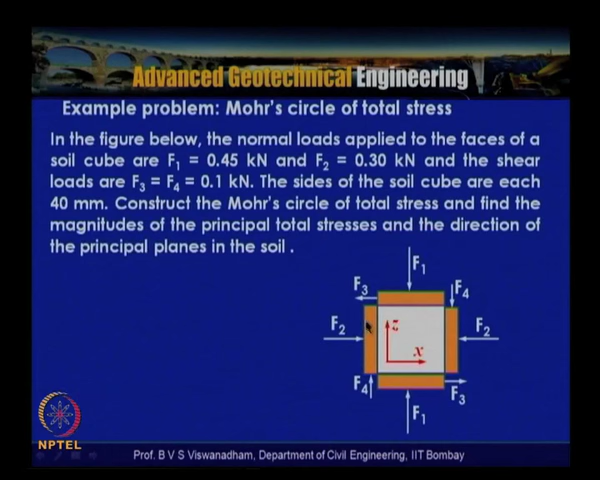 Advanced Geotechnical Engineering
Example problem: Mohr's circle of total stress
In the figure below, the normal loads applied to the faces of a
soil cube are F₁ = 0.45 kN and F₂ = 0.30 kN and the shear
loads are F₃ = F₄ = 0.1 kN. The sides of the soil cube are each
40 mm. Construct the Mohr's circle of total stress and find the
magnitudes of the principal total stresses and the direction of
the principal planes in the soil .
F₁
F₃
F₄
F₂
z
F₂
x
F₄
F₃
F₁
NPTEL
Prof. B V S Viswanadham, Department of Civil Engineering, IIT Bombay